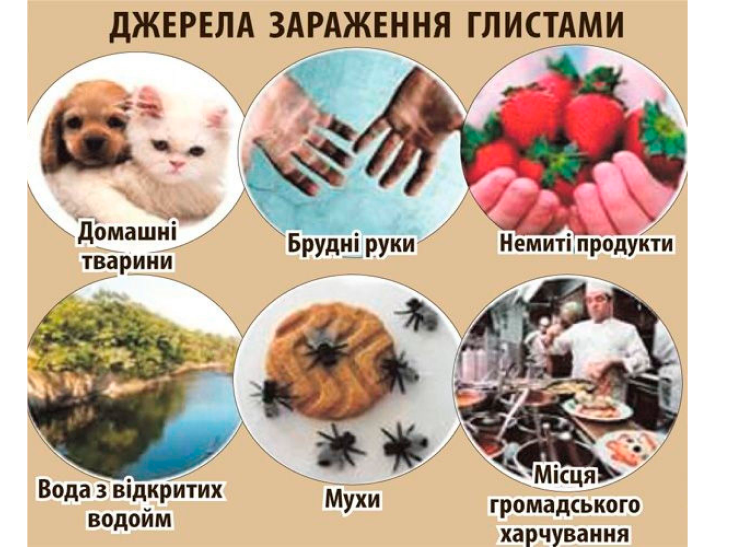 ДЖЕРЕЛА ЗАРАЖЕННЯ ГЛИСТАМИ
Домашні
тварини
Брудні руки
Немиті продукти
Вода з відкритих
водойм
Мухи
Місця
громадського
харчування